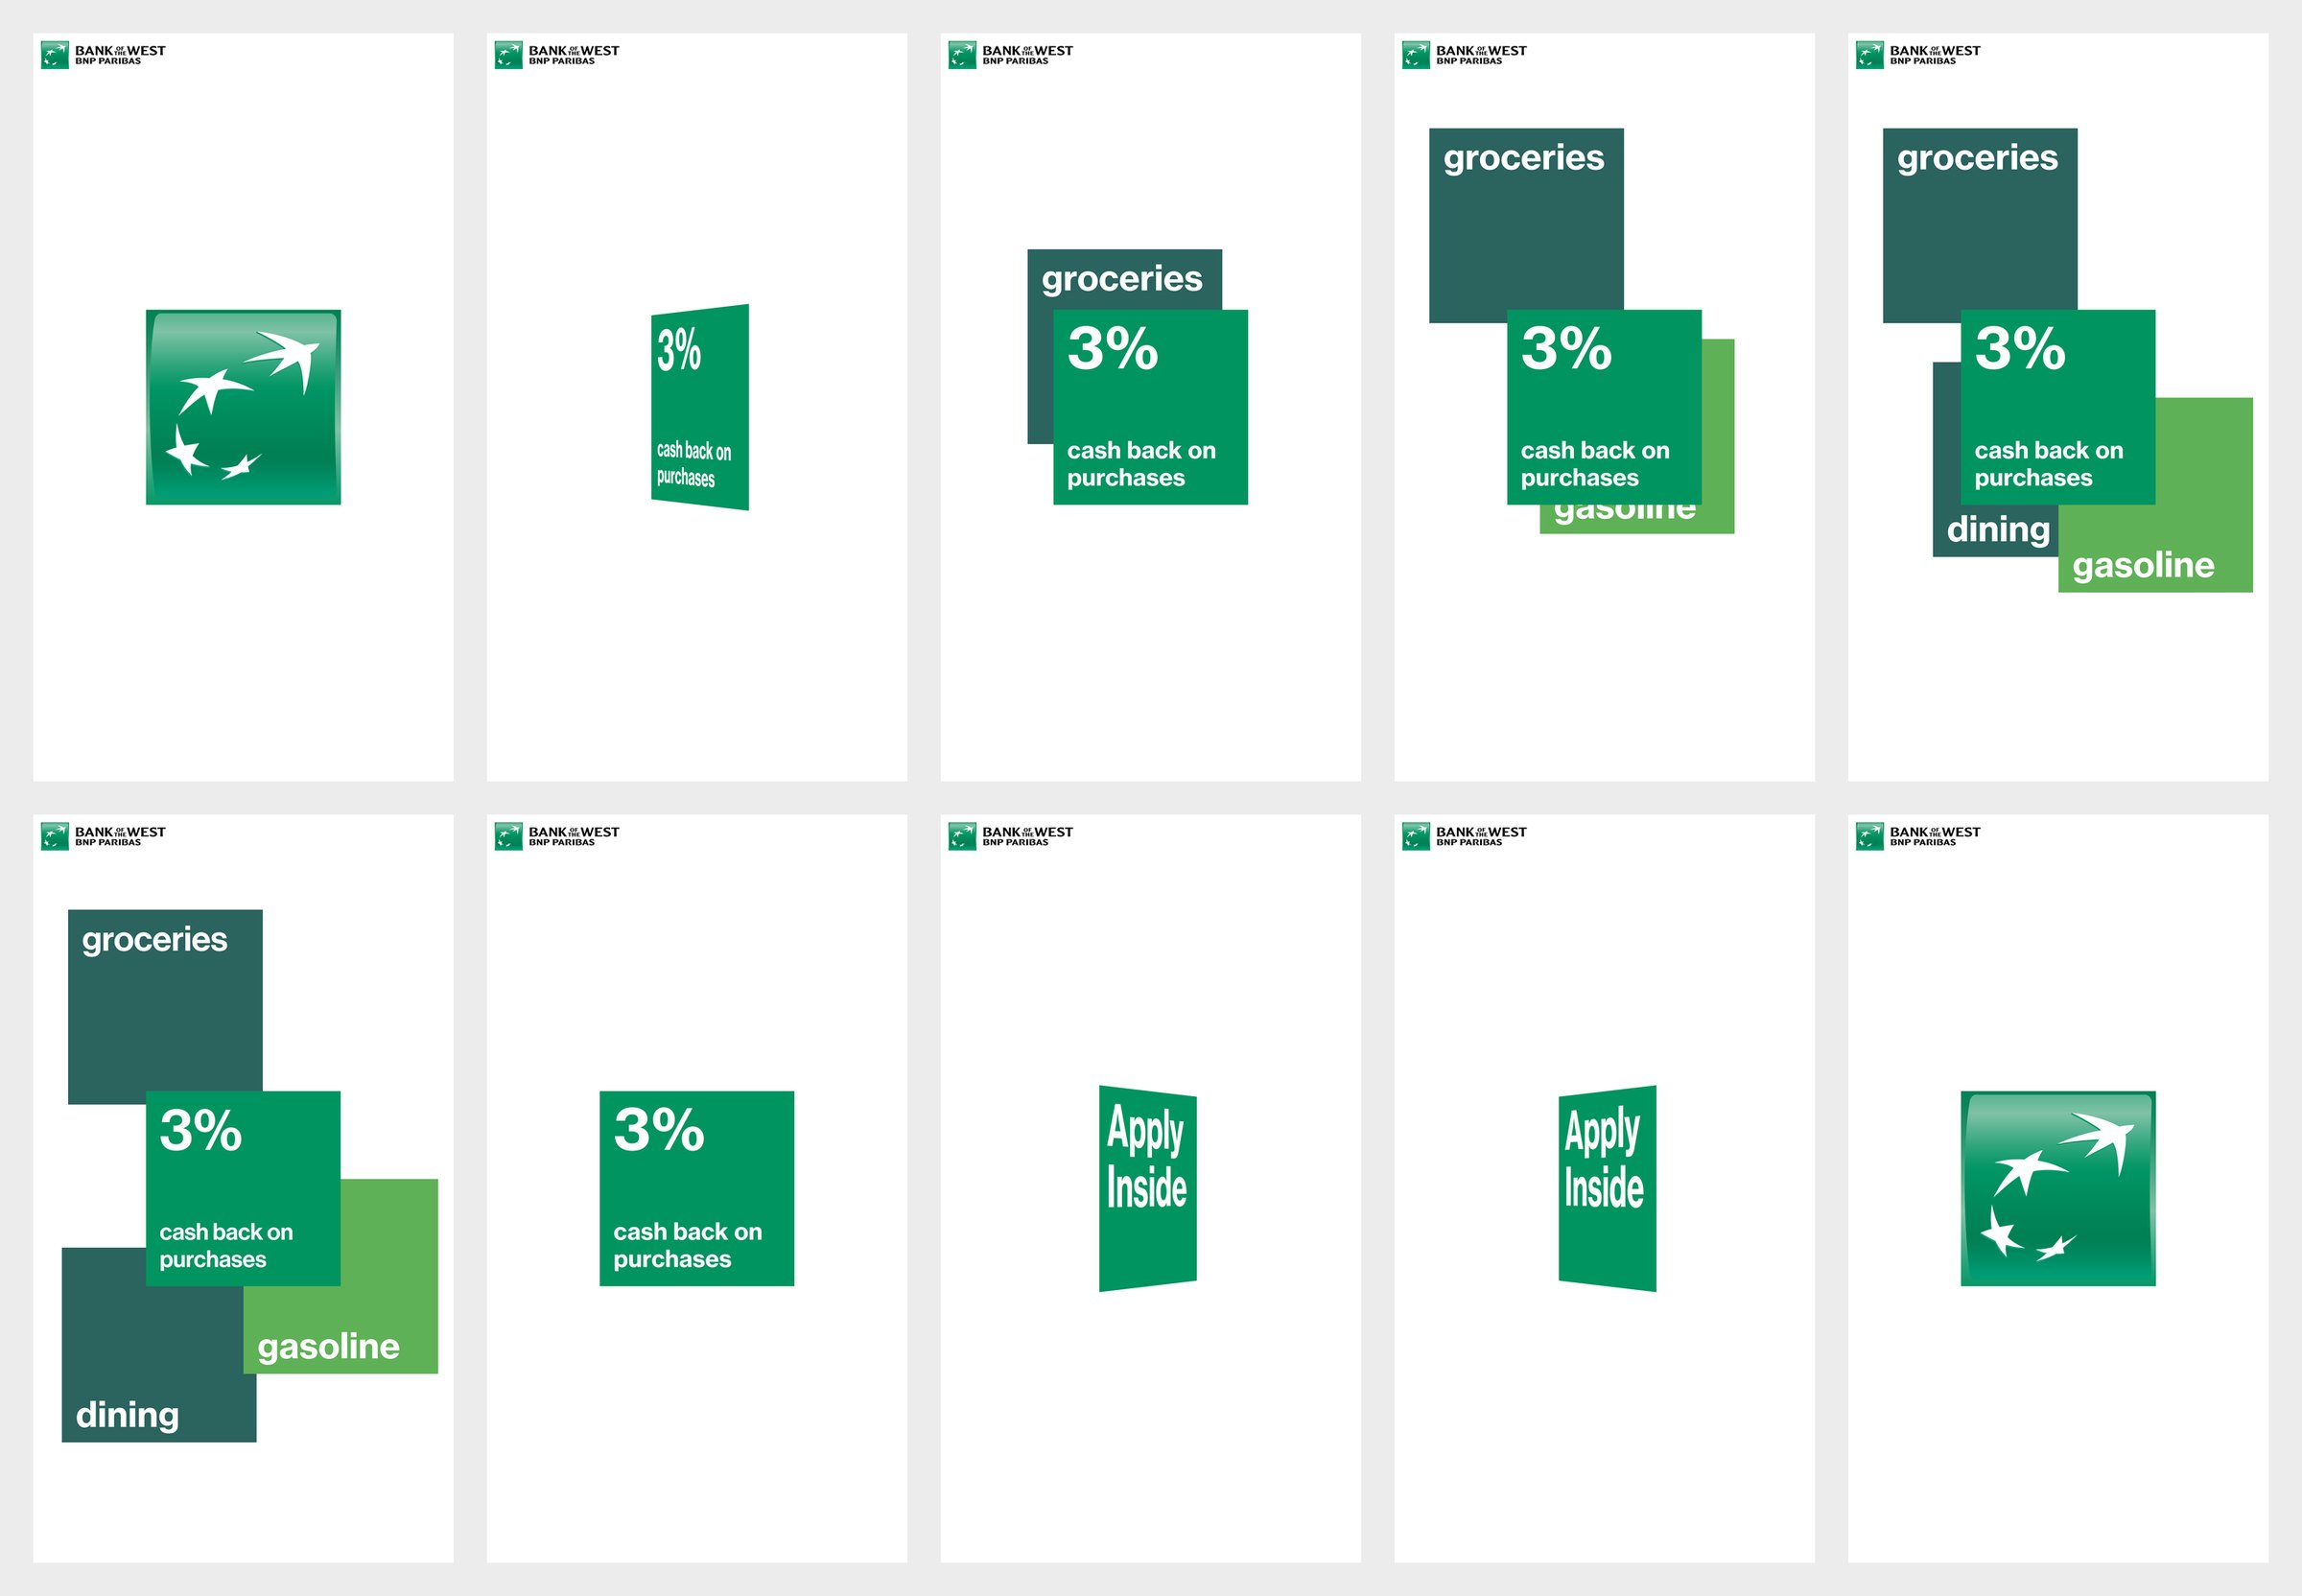 BANK OF THE WEST
BNP PARIBAS
BANK OF THE WEST
BNP PARIBAS
3%
cash back on
purchases
BANK OF THE WEST
BNP PARIBAS
groceries
3%
cash back on
purchases
BANK OF THE WEST
BNP PARIBAS
groceries
3%
cash back on
purchases
gasoline
BANK OF THE WEST
BNP PARIBAS
groceries
3%
cash back on
purchases
dining
gasoline
BANK OF THE WEST
BNP PARIBAS
groceries
3%
cash back on
purchases
gasoline
dining
BANK OF THE WEST
BNP PARIBAS
3%
cash back on
purchases
BANK OF THE WEST
BNP PARIBAS
Apply
Inside
BANK OF THE WEST
BNP PARIBAS
Apply
Inside
BANK OF THE WEST
BNP PARIBAS